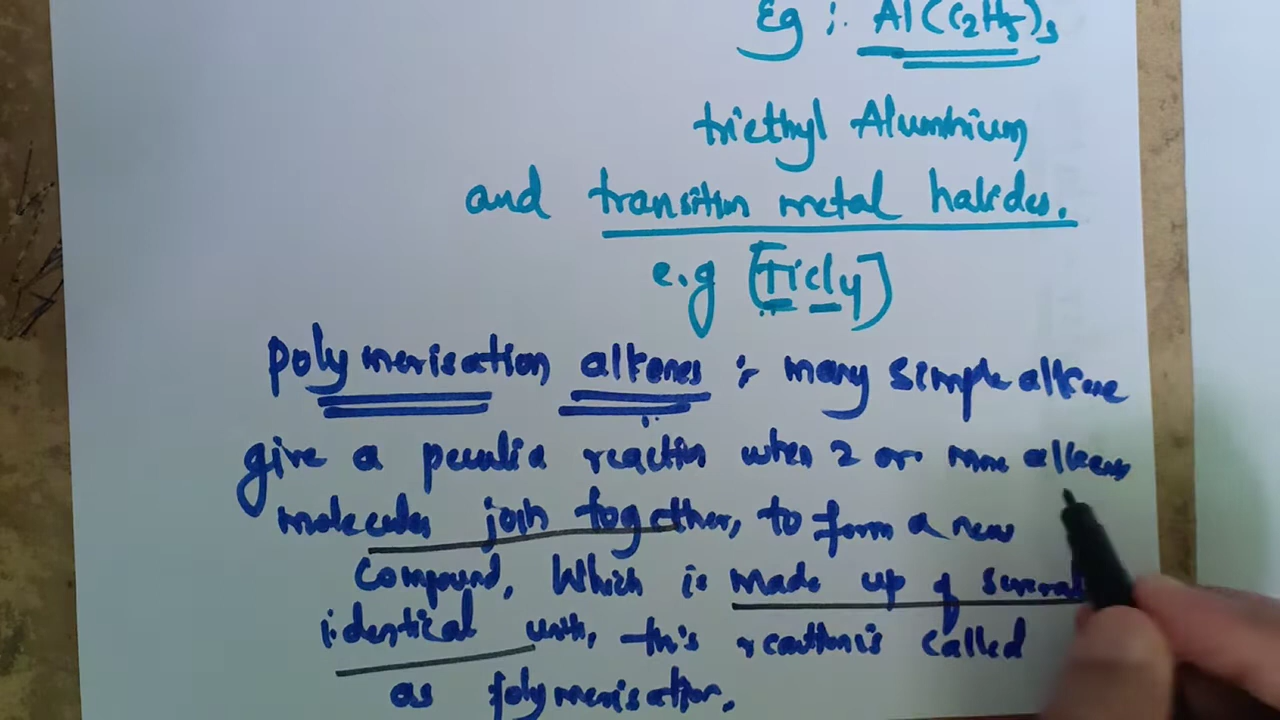 Eg :. Al(C2H5)3
triethyl Aluminium
and transition metal halides.
e.g [Ticl4]
polymerisation alkenes :- many simple alkene
give a peculia reaction when 2 or more alkenes
molecules join together, to form a new
compound, Which is made up of several
identical units, this reaction is called
as polymerisation.